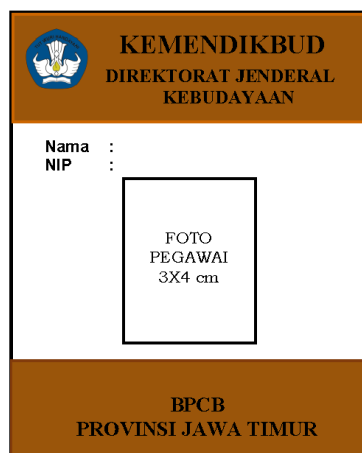 KEMENDIKBUD
DIREKTORAT JENDERAL
KEBUDAYAAN
Nama :
NIP :
FOTO
PEGAWAI
3X4 cm
BPCB
PROVINSI JAWA TIMUR